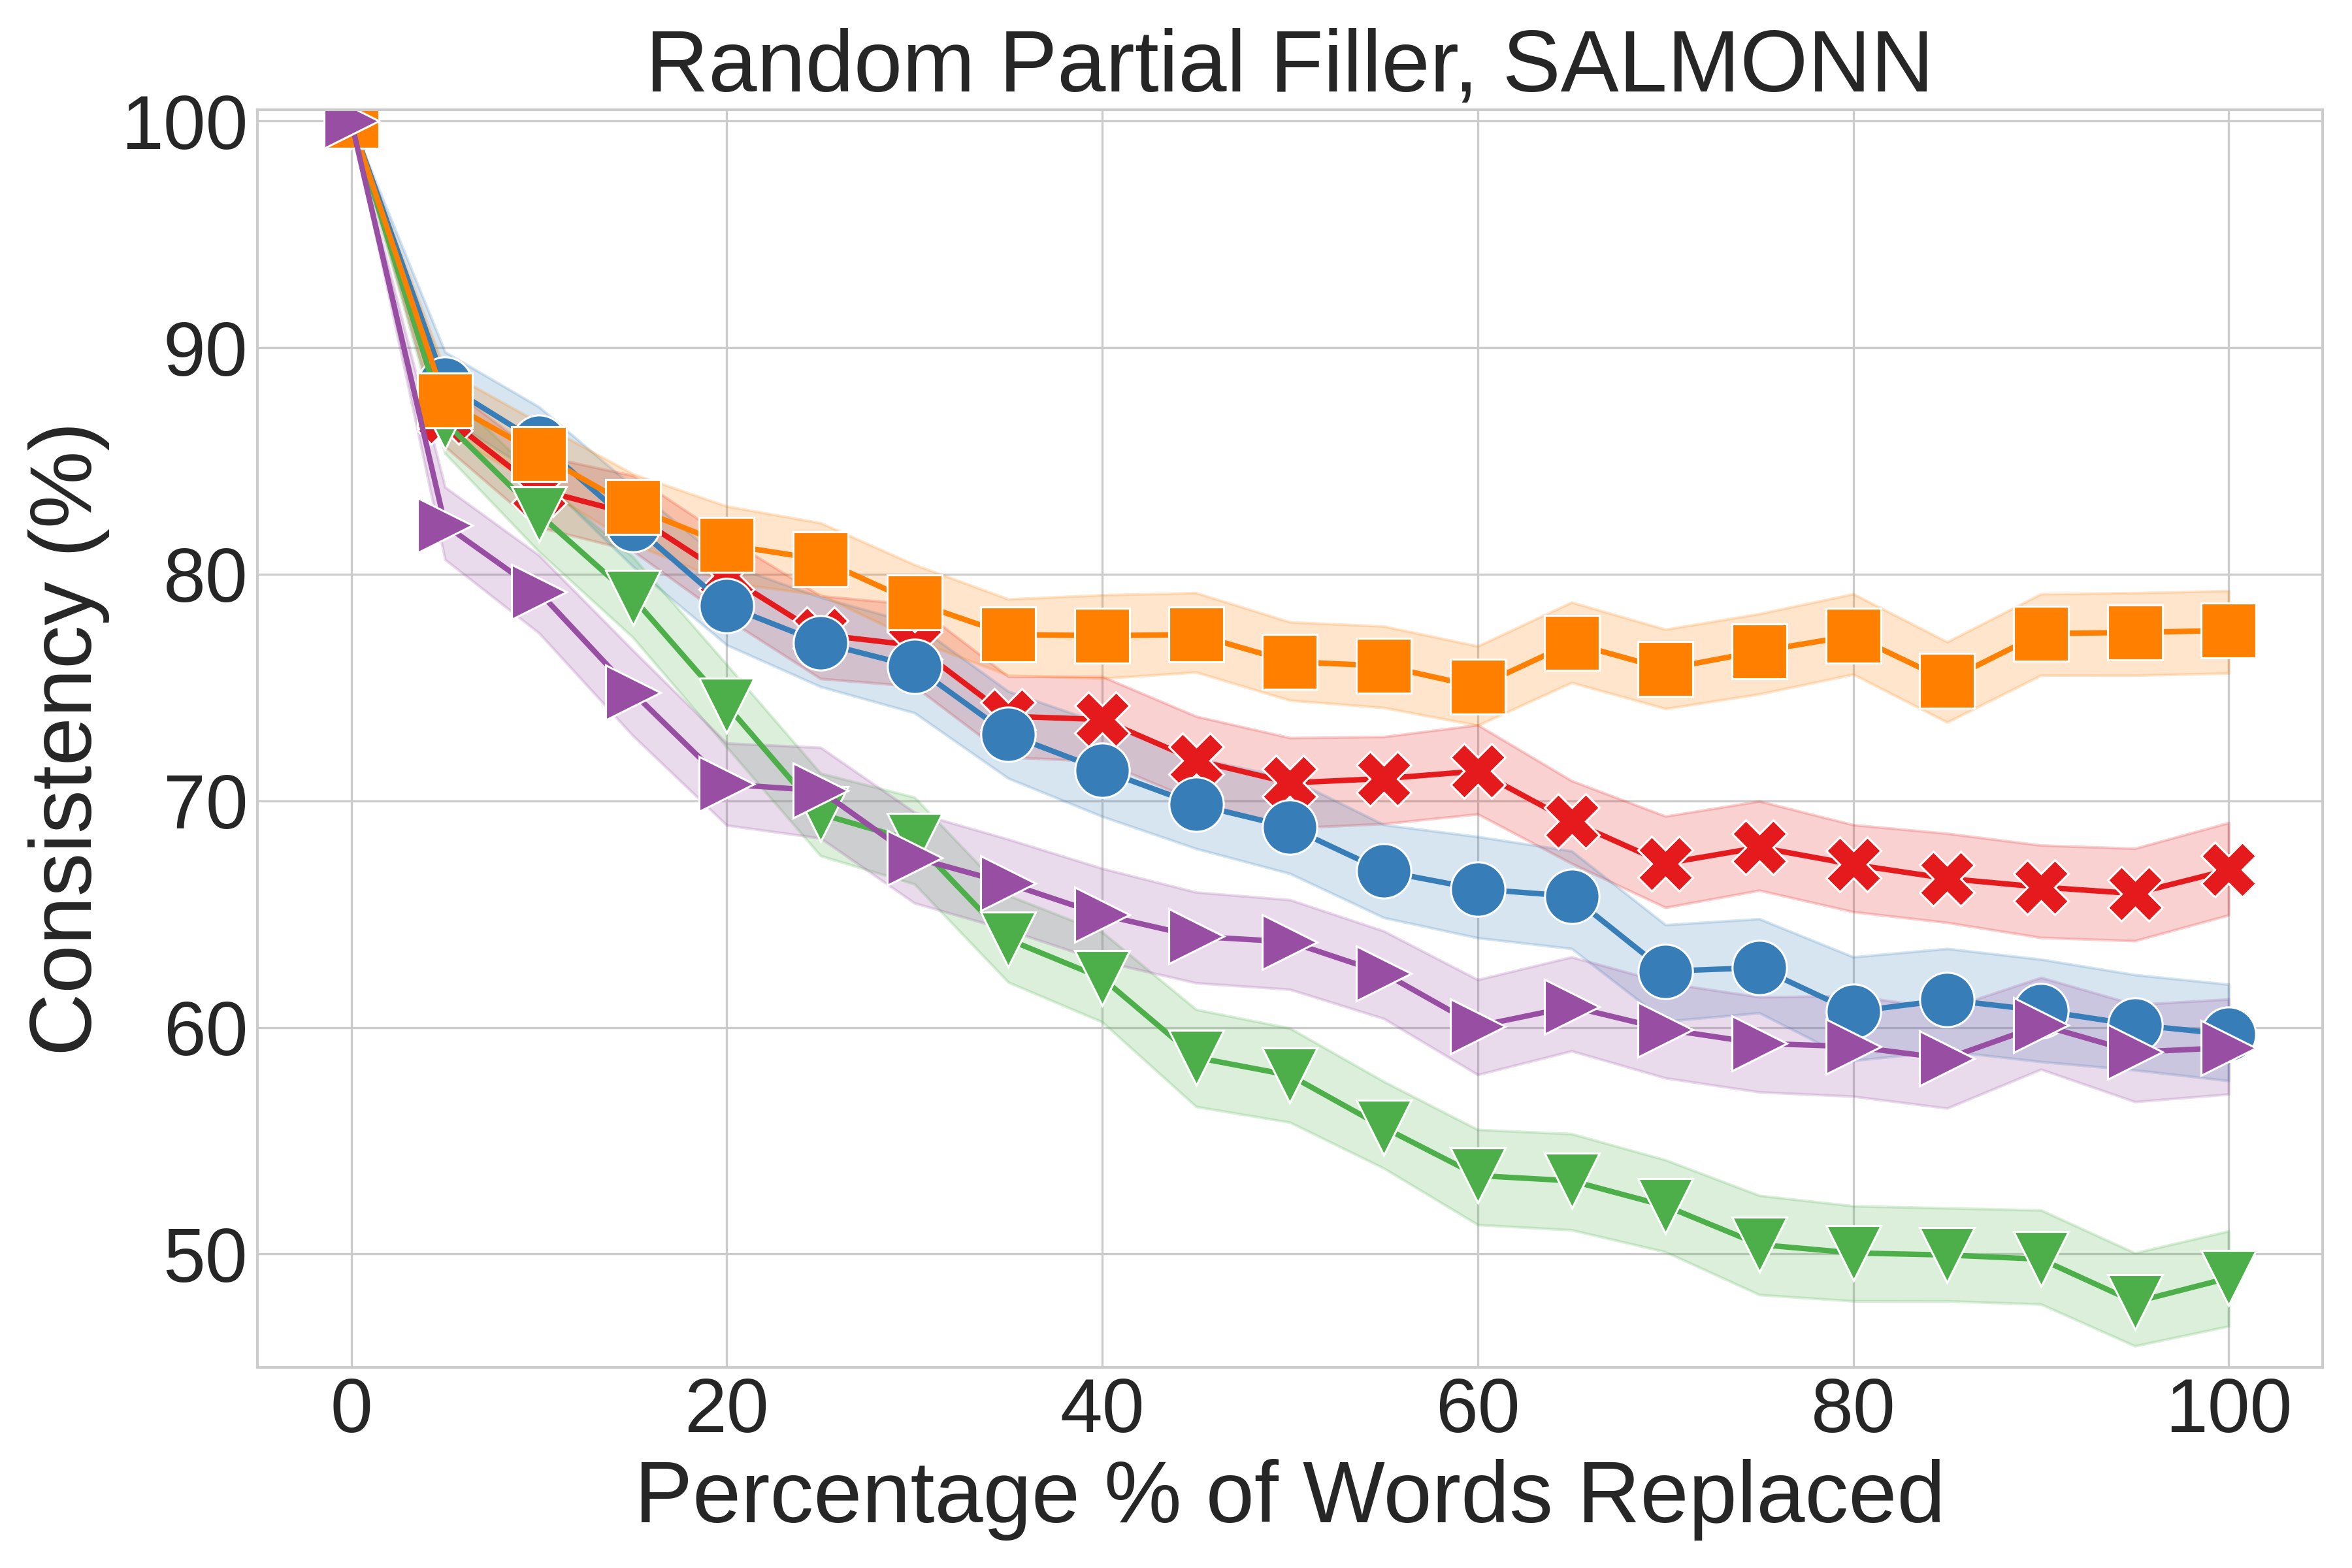 Random Partial Filler, SALMONN
100
90
80
70
60
50
Consistency (%)
0 20 40 60 80 100
Percentage % of Words Replaced